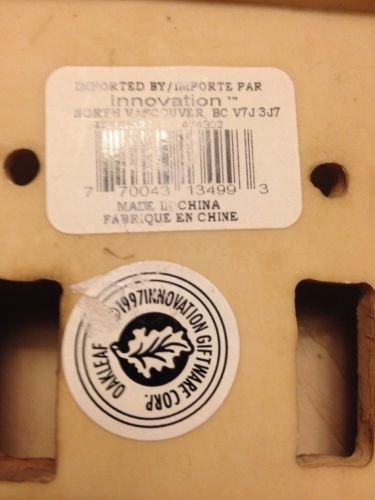 IMPORTED BY/IMPORTE PAR
Innovation™
NORTH VANCOUVER, BC V7J 3J7
474302
7 70043 13499 3
MADE IN CHINA
FABRIQUE EN CHINE
©1997 INNOVATION GIFTWARE CORP.
OAKLEAF